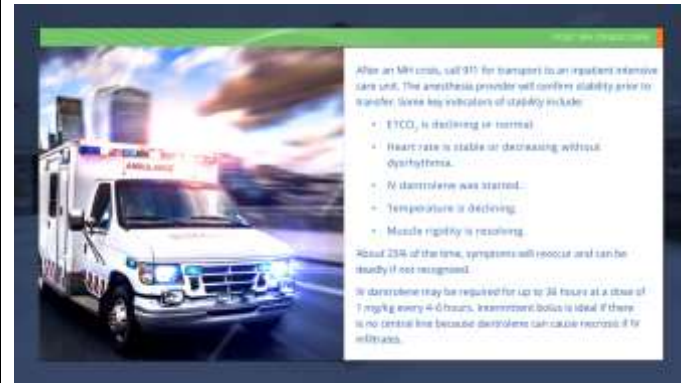 After an MH crisis, call 911 for transport to an inpatient intensive
care unit. The anesthesia provider will confirm stability prior to
transfer. Some key indicators of stability include:
• ETCO₂ is declining or normal
• Heart rate is stable or decreasing without
dysrhythmia.
• IV dantrolene was started.
• Temperature is declining.
• Muscle rigidity is resolving.
About 25% of the time, symptoms will reoccur and can be
deadly if not recognized.
IV dantrolene may be required for up to 36 hours at a dose of
1 mg/kg every 4-6 hours. Intermittent bolus is ideal if there
is no central line because dantrolene can cause necrosis if IV
infiltrates.
AMBULANCE